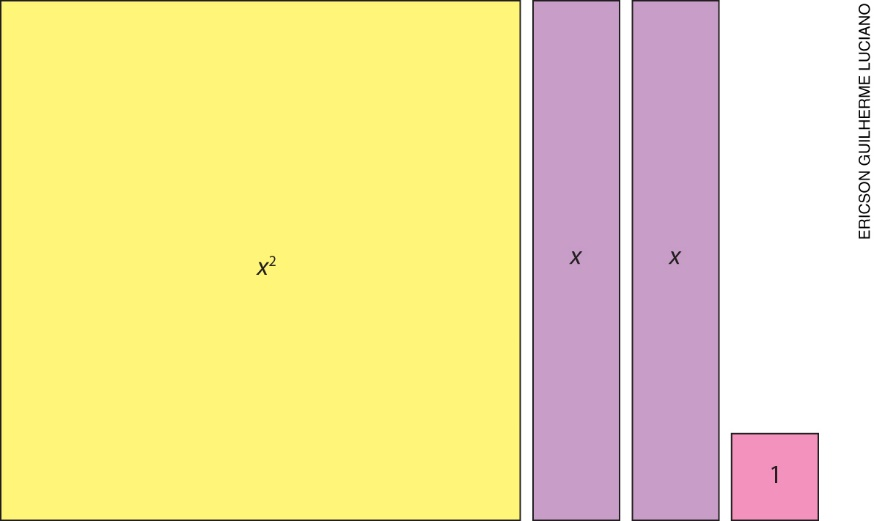 x²
x
x
1
ERICSON GUILHERME LUCIANO